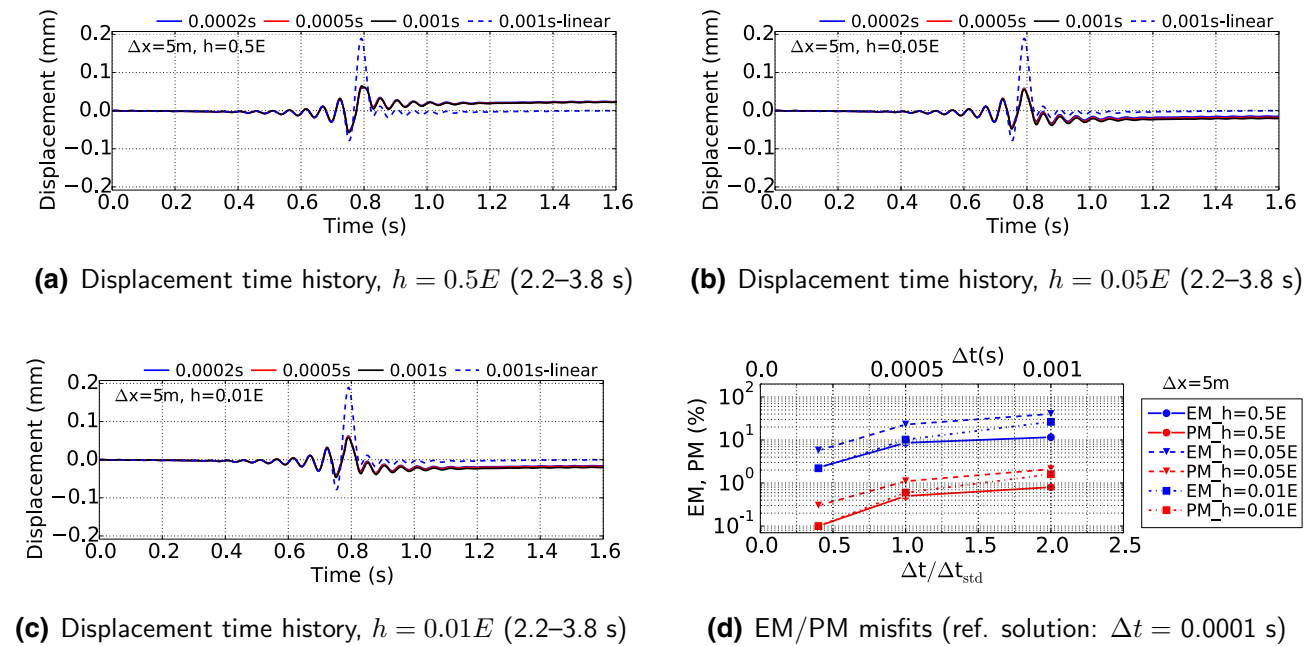 0.0002s 0.0005s 0.001s 0.001s-linear
Δx=5m, h=0.5E
Displacement (mm)
0.2
0.1
0.0
−0.1
−0.2
0.0 0.2 0.4 0.6 0.8 1.0 1.2 1.4 1.6
Time (s)
(a) Displacement time history, h = 0.5E (2.2–3.8 s)
0.0002s 0.0005s 0.001s 0.001s-linear
Δx=5m, h=0.05E
Displacement (mm)
0.2
0.1
0.0
−0.1
−0.2
0.0 0.2 0.4 0.6 0.8 1.0 1.2 1.4 1.6
Time (s)
(b) Displacement time history, h = 0.05E (2.2–3.8 s)
0.0002s 0.0005s 0.001s 0.001s-linear
Δx=5m, h=0.01E
Displacement (mm)
0.2
0.1
0.0
−0.1
−0.2
0.0 0.2 0.4 0.6 0.8 1.0 1.2 1.4 1.6
Time (s)
(c) Displacement time history, h = 0.01E (2.2–3.8 s)
Δt(s)
0.0 0.0005 0.001
EM, PM (%)
10²
10¹
10⁰
10⁻¹
0.0 0.5 1.0 1.5 2.0 2.5
Δt/Δt_std
Δx=5m
EM_h=0.5E
PM_h=0.5E
EM_h=0.05E
PM_h=0.05E
EM_h=0.01E
PM_h=0.01E
(d) EM/PM misfits (ref. solution: Δt = 0.0001 s)